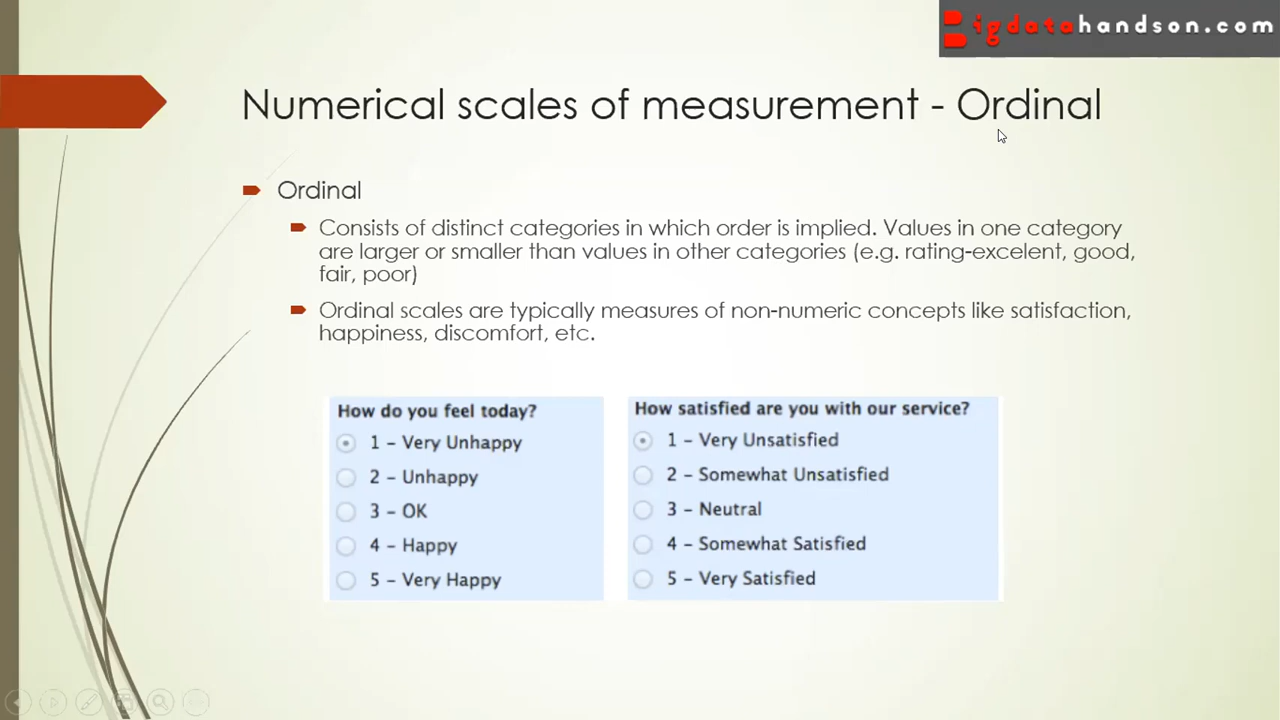 Bigdatahandson.com
Numerical scales of measurement - Ordinal
Ordinal
Consists of distinct categories in which order is implied. Values in one category
are larger or smaller than values in other categories (e.g. rating-excelent, good,
fair, poor)
Ordinal scales are typically measures of non-numeric concepts like satisfaction,
happiness, discomfort, etc.
How do you feel today?
1 – Very Unhappy
2 – Unhappy
3 – OK
4 – Happy
5 – Very Happy
How satisfied are you with our service?
1 – Very Unsatisfied
2 – Somewhat Unsatisfied
3 – Neutral
4 – Somewhat Satisfied
5 – Very Satisfied